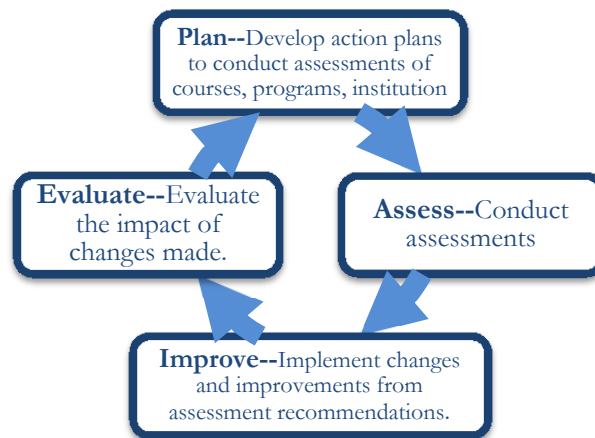 Plan--Develop action plans
to conduct assessments of
courses, programs, institution
Evaluate--Evaluate
the impact of
changes made.
Assess--Conduct
assessments
Improve--Implement changes
and improvements from
assessment recommendations.